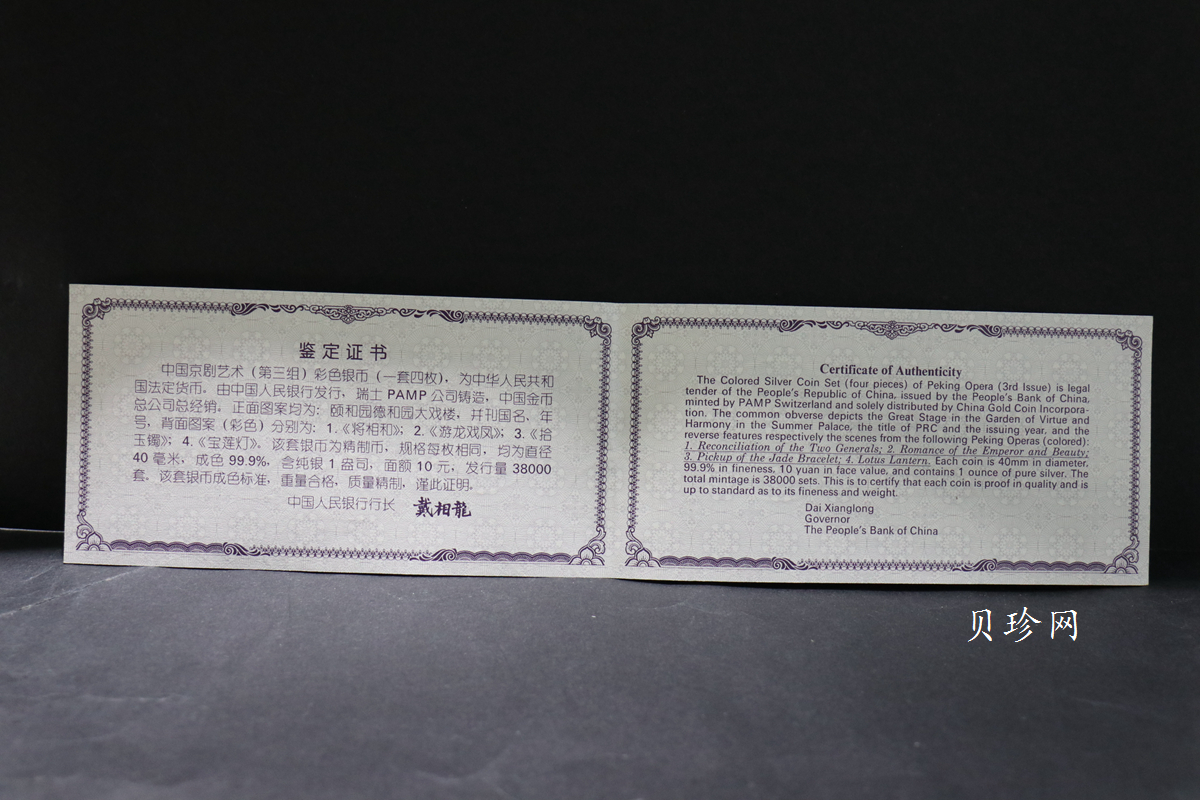 鉴定证书
中国京剧艺术（第三组）彩色银币（一套四枚），为中华人民共和
国法定货币，由中国人民银行发行，瑞士 PAMP 公司铸造，中国金币
总公司总经销，正面图案均为：颐和园德和园大戏楼，并刊国名、年
号，背面图案（彩色）分别为：1.《将相和》；2.《游龙戏凤》；3.《拾
玉镯》；4.《宝莲灯》。该套银币为精制币，规格每枚相同，均为直径
40 毫米，成色 99.9%，含纯银 1 盎司，面额 10 元，发行量 38000
套，该套银币成色标准，重量合格，质量精制，谨此证明。
中国人民银行行长 戴相龍
Certificate of Authenticity
The Colored Silver Coin Set (four pieces) of Peking Opera (3rd Issue) is legal
tender of the People's Republic of China, issued by the People's Bank of China,
minted by PAMP Switzerland and solely distributed by China Gold Coin Incorpora-
tion. The common obverse depicts the Great Stage in the Garden of Virtue and
Harmony in the Summer Palace, the title of PRC and the issuing year, and the
reverse features respectively the scenes from the following Peking Operas (colored):
1. Reconciliation of the Two Generals; 2. Romance of the Emperor and Beauty;
3. Pickup of the Jade Bracelet; 4. Lotus Lantern. Each coin is 40mm in diameter,
99.9% in fineness, 10 yuan in face value, and contains 1 ounce of pure silver. The
total mintage is 38000 sets. This is to certify that each coin is proof in quality and is
up to standard as to its fineness and weight.
Dai Xianglong
Governor
The People's Bank of China
贝珍网